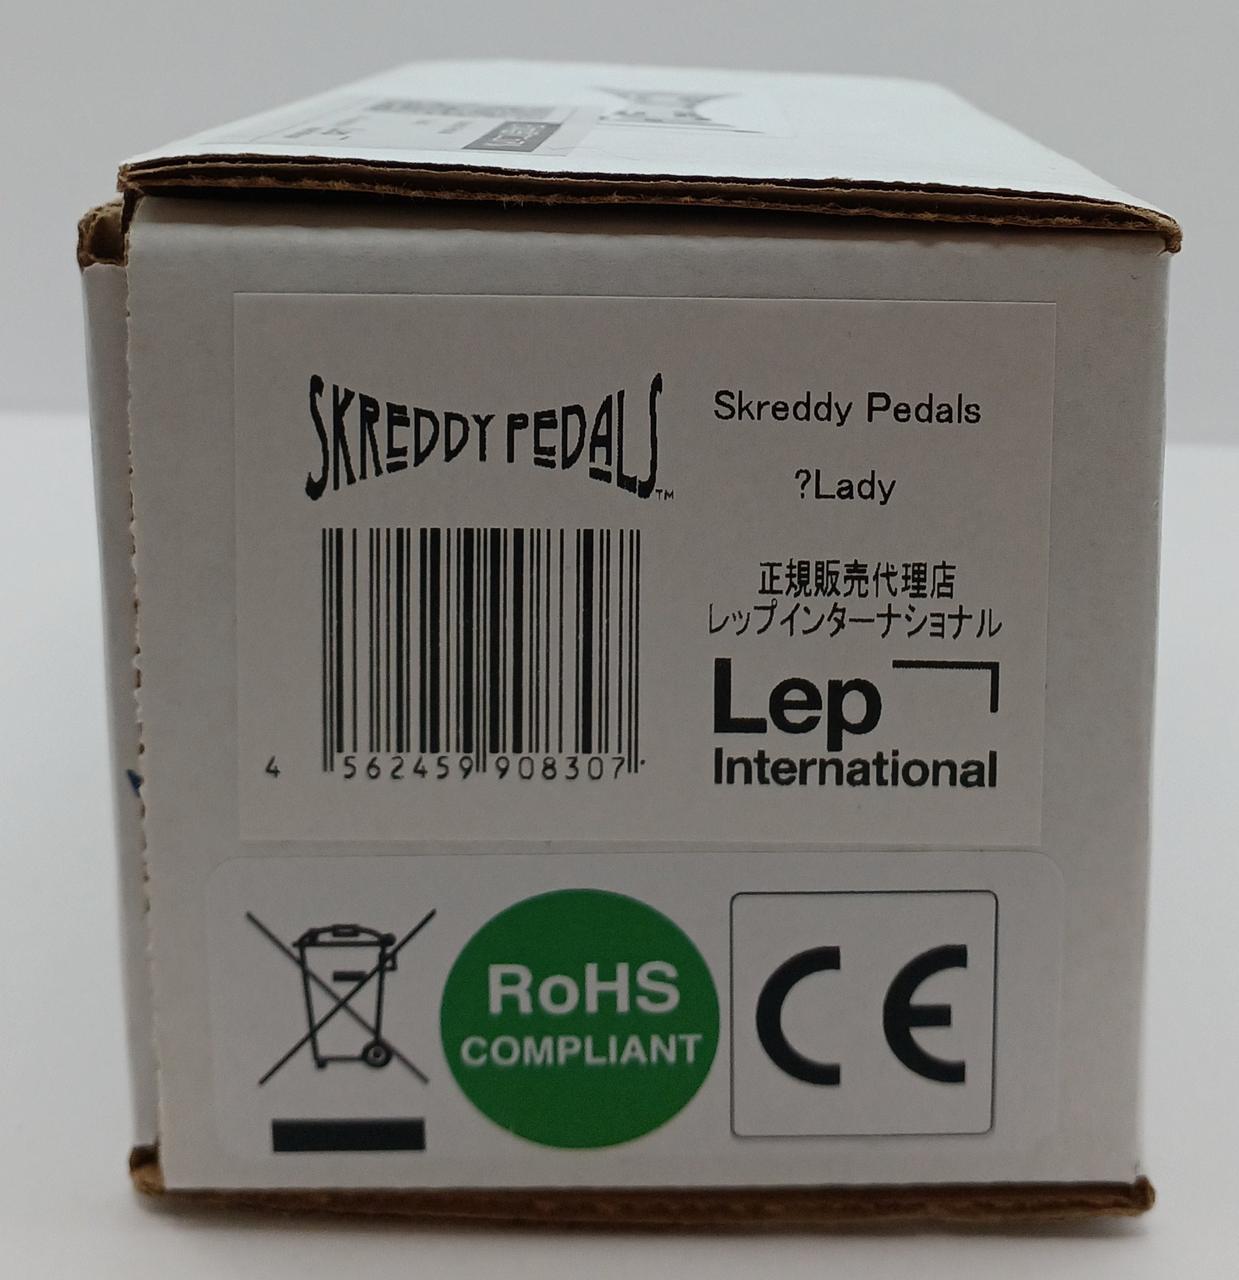 SKREDDY PEDALS™
Skreddy Pedals
?Lady
正規販売代理店
レップインターナショナル
Lep
International
4 562459 908307
RoHS
COMPLIANT
CE